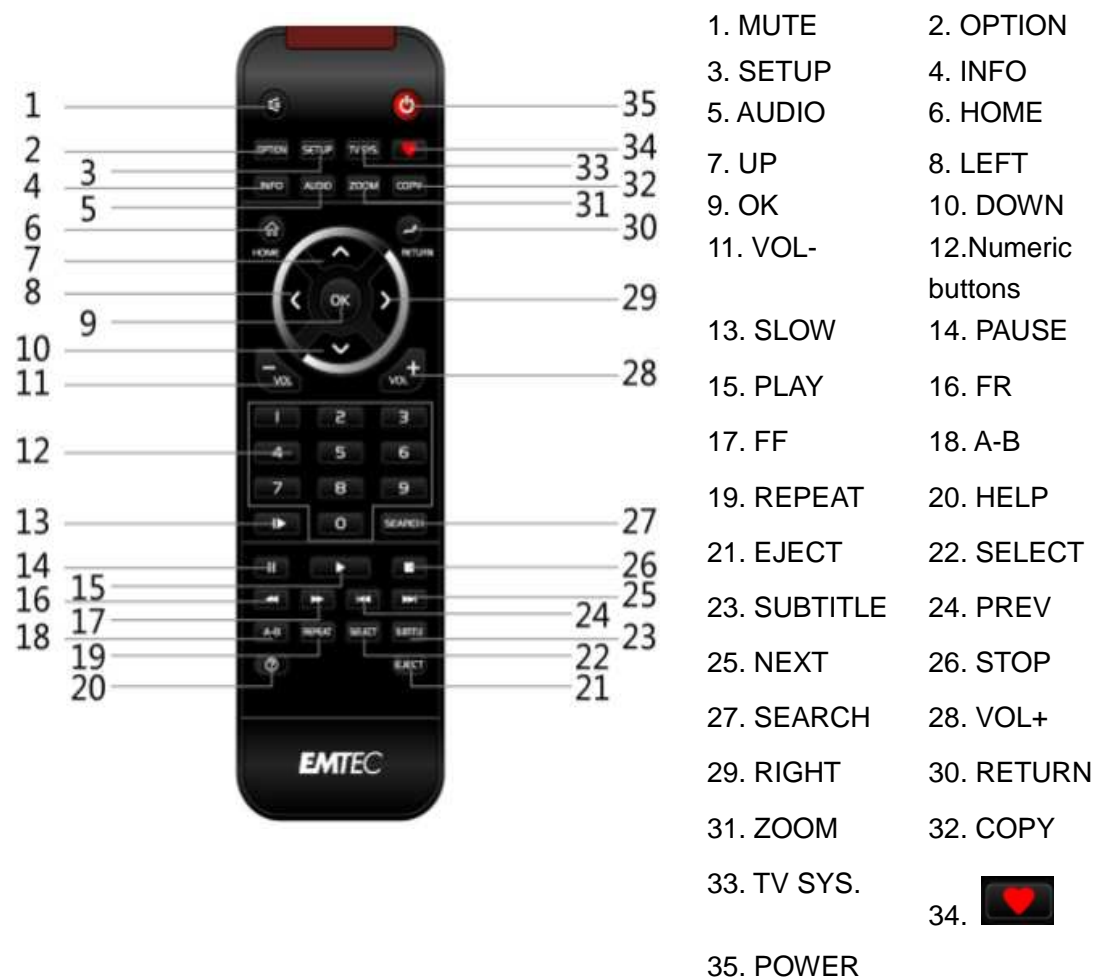 1
2
3
4
5
6
7
8
9
10
11
12
13
14
15
16
17
18
19
20
35
34
33
32
31
30
29
28
27
26
25
24
23
22
21
OPTION SETUP TV SYS.
INFO AUDIO ZOOM COPY
HOME RETURN
OK
− VOL VOL +
1 2 3
4 5 6
7 8 9
0 SEARCH
A-B REPEAT SELECT SUBTITLE
EJECT
EMTEC
1. MUTE 2. OPTION
3. SETUP 4. INFO
5. AUDIO 6. HOME
7. UP 8. LEFT
9. OK 10. DOWN
11. VOL- 12.Numeric
buttons
13. SLOW 14. PAUSE
15. PLAY 16. FR
17. FF 18. A-B
19. REPEAT 20. HELP
21. EJECT 22. SELECT
23. SUBTITLE 24. PREV
25. NEXT 26. STOP
27. SEARCH 28. VOL+
29. RIGHT 30. RETURN
31. ZOOM 32. COPY
33. TV SYS.
34.
35. POWER